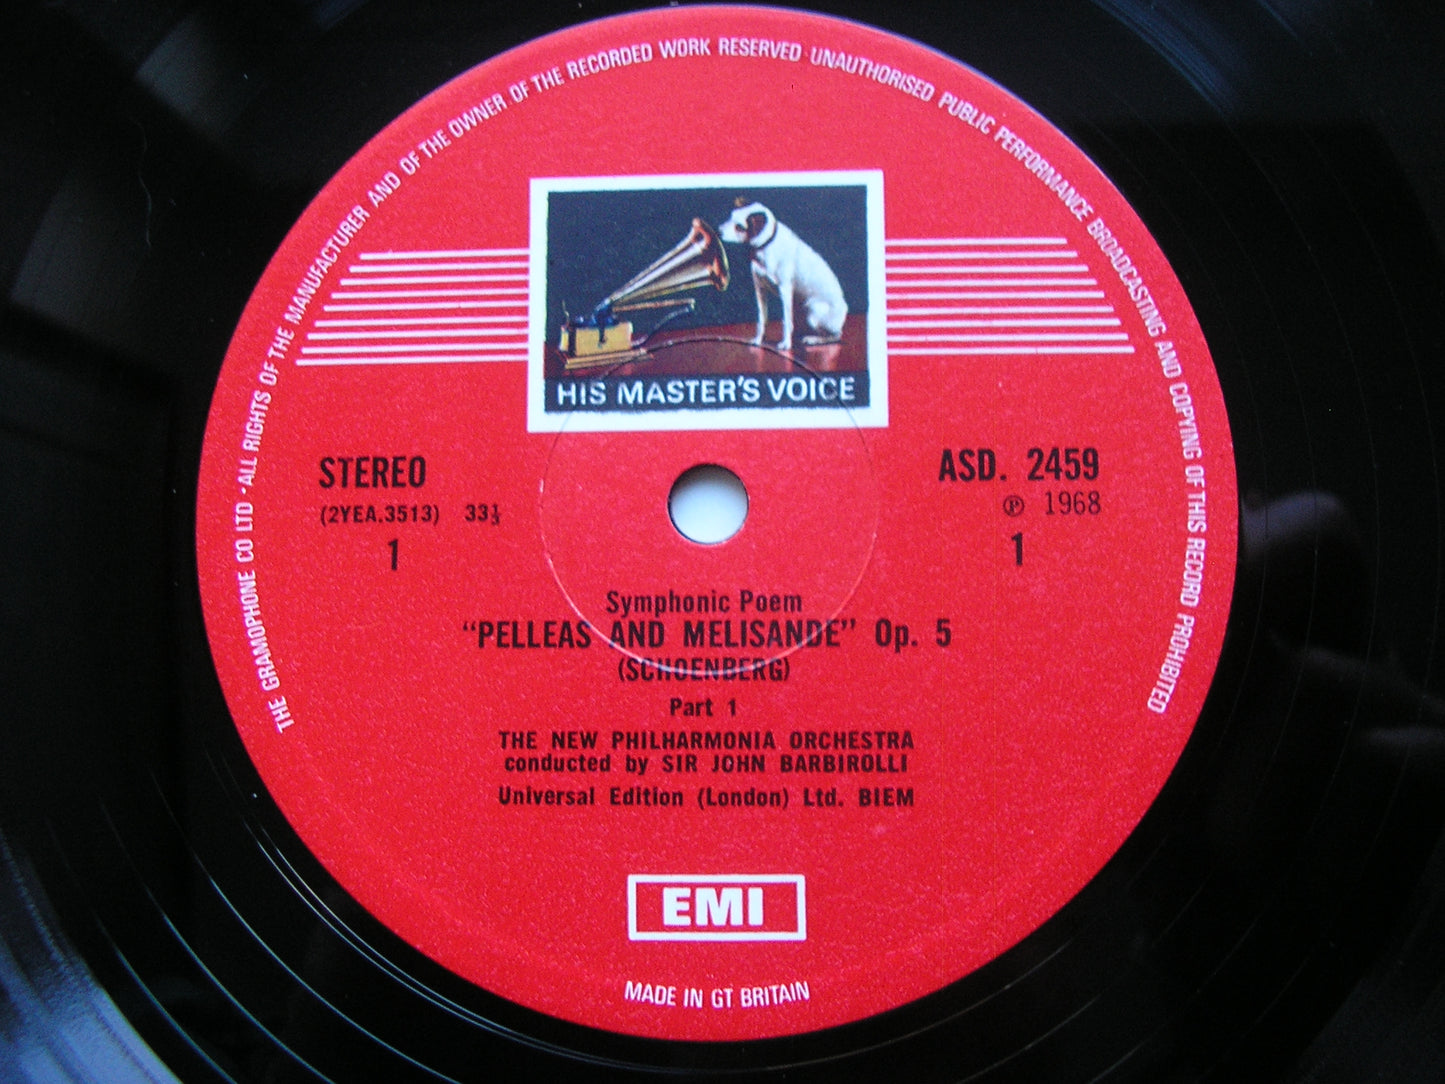 THE GRAMOPHONE CO LTD · ALL RIGHTS OF THE MANUFACTURER AND OF THE OWNER OF THE RECORDED WORK RESERVED · UNAUTHORISED PUBLIC PERFORMANCE BROADCASTING AND COPYING OF THIS RECORD PROHIBITED
HIS MASTER'S VOICE
STEREO
(2YEA.3513) 33⅓
1
ASD. 2459
℗ 1968
1
Symphonic Poem
“PELLEAS AND MELISANDE” Op. 5
(SCHOENBERG)
Part 1
THE NEW PHILHARMONIA ORCHESTRA
conducted by SIR JOHN BARBIROLLI
Universal Edition (London) Ltd. BIEM
EMI
MADE IN GT BRITAIN